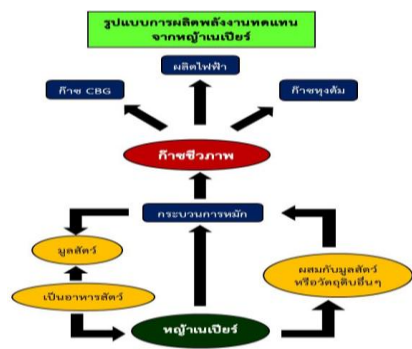 รูปแบบการผลิตพลังงานทดแทน
จากหญ้าเนเปียร์
ผลิตไฟฟ้า
ก๊าซ CBG
ก๊าซหุงต้ม
ก๊าซชีวภาพ
กระบวนการหมัก
มูลสัตว์
ผสมกับมูลสัตว์
หรือวัตถุดิบอื่นๆ
เป็นอาหารสัตว์
หญ้าเนเปียร์